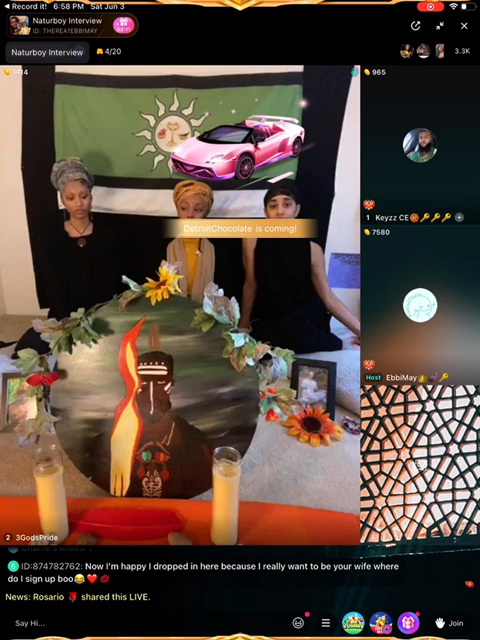 Record it! 6:58 PM Sat Jun 3
Naturboy Interview
ID: THEREA1EBBIMAY
Naturboy Interview
4/20
3.3K
965
DetroitChocolate is coming!
1 Keyzz CE
7580
Host EbbiMay
2 3GodsPride
6 ID:874782762: Now I'm happy I dropped in here because I really want to be your wife where
do I sign up boo
News: Rosario shared this LIVE.
Say Hi...
Join